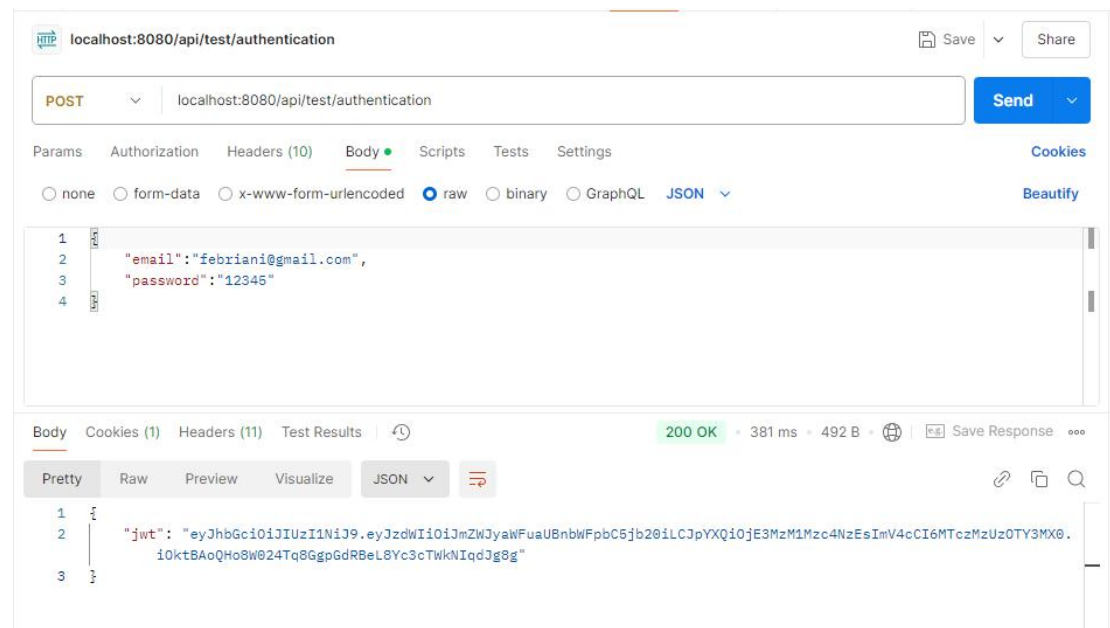 HTTP localhost:8080/api/test/authentication Save Share
POST localhost:8080/api/test/authentication Send
Params Authorization Headers (10) Body Scripts Tests Settings Cookies
none form-data x-www-form-urlencoded raw binary GraphQL JSON Beautify
1 {
2 "email":"febriani@gmail.com",
3 "password":"12345"
4 }
Body Cookies (1) Headers (11) Test Results 200 OK 381 ms 492 B e.g. Save Response
Pretty Raw Preview Visualize JSON
1 {
2 "jwt": "eyJhbGciOiJIUzI1NiJ9.eyJzdWIiOiJmZWJyaWFuaUBnbWFpbC5jb20iLCJpYXQiOjE3MzM1Mzc4NzEsImV4cCI6MTczMzUzOTY3MX0.
iOktBAoQHo8W024Tq8GgpGdRBeL8Yc3cTWkNIqdJg8g"
3 }